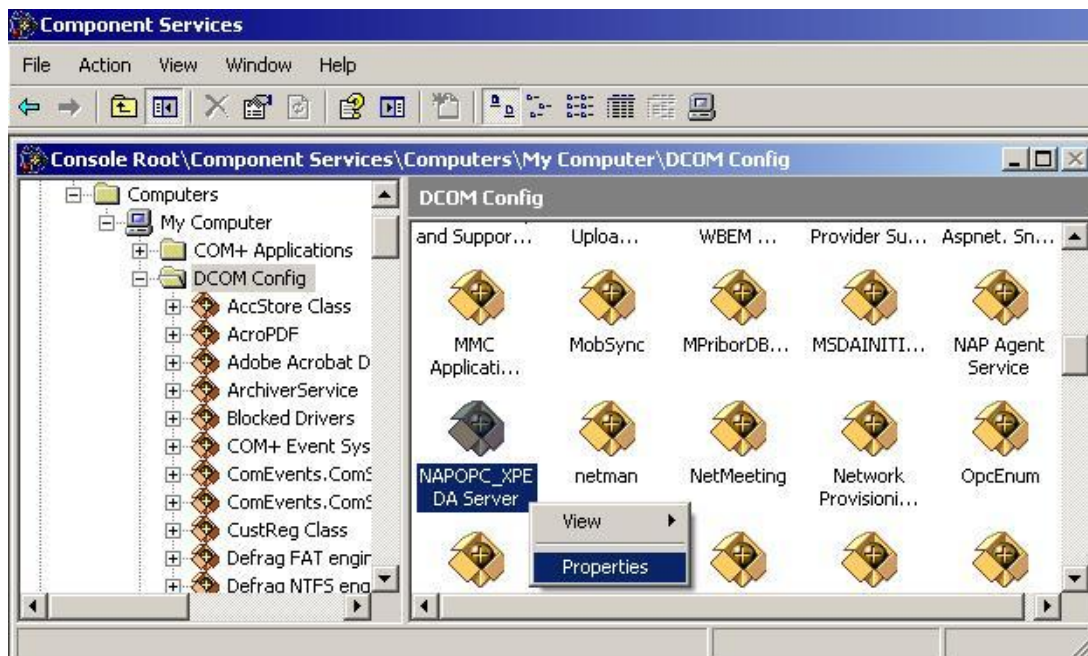 Component Services
File Action View Window Help
Console Root\Component Services\Computers\My Computer\DCOM Config
Computers
My Computer
COM+ Applications
DCOM Config
AccStore Class
AcroPDF
Adobe Acrobat D
ArchiverService
Blocked Drivers
COM+ Event Sys
ComEvents.ComS
ComEvents.ComS
CustReg Class
Defrag FAT engir
Defrag NTFS eng
DCOM Config
and Suppor... Uploa... WBEM ... Provider Su... Aspnet. Sn...
MMC MobSync MPriborDB... MSDAINITI... NAP Agent
Applicati... Service
NAPOPC_XPE netman NetMeeting Network OpcEnum
DA Server Provisioni...
View
Properties